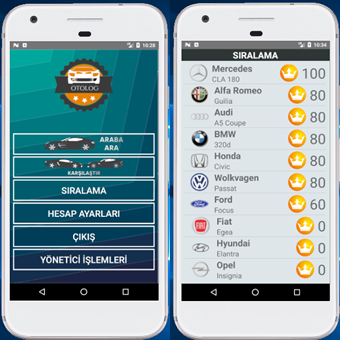 10:28
OTOLOG
ARABA
ARA
KARŞILAŞTIR
SIRALAMA
HESAP AYARLARI
ÇIKIŞ
YÖNETİCİ İŞLEMLERİ
10:34
SIRALAMA
Mercedes
CLA 180
100
Alfa Romeo
Guilia
80
Audi
A5 Coupe
80
BMW
320d
80
Honda
Civic
80
Wolkvagen
Passat
80
Ford
Focus
60
Fiat
Egea
0
Hyundai
Elantra
0
Opel
Insignia
0